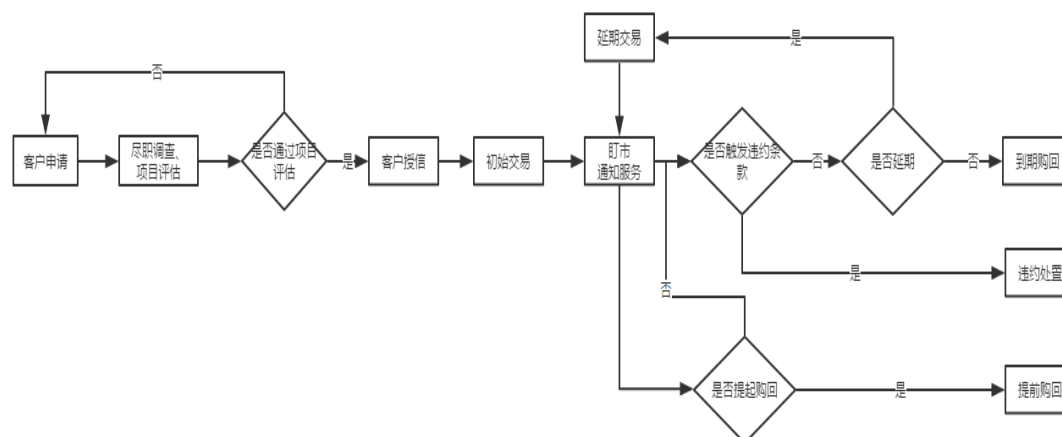 延期交易
是
否
客户申请
尽职调查、
项目评估
是否通过项目
评估
是
客户授信
初始交易
盯市
通知服务
是否触发违约条
款
否
是否延期
否
到期购回
是
违约处置
否
是否提起购回
是
提前购回